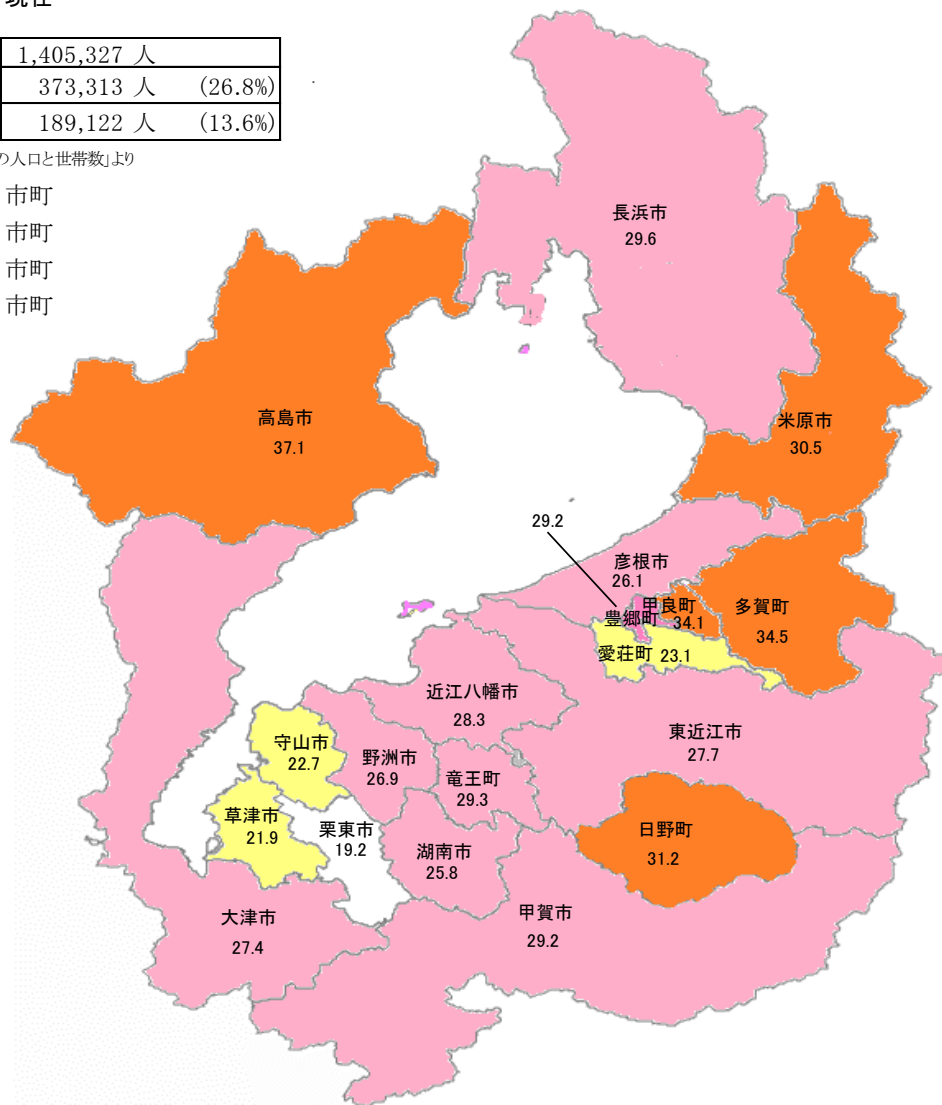 現在
1,405,327 人
373,313 人 (26.8%)
189,122 人 (13.6%)
の人口と世帯数」より
市町
市町
市町
市町
長浜市
29.6
高島市
37.1
米原市
30.5
29.2
彦根市
26.1
甲良町
34.1
豊郷町
多賀町
34.5
愛荘町 23.1
近江八幡市
28.3
東近江市
27.7
守山市
22.7
野洲市
26.9
竜王町
29.3
草津市
21.9
栗東市
19.2
湖南市
25.8
日野町
31.2
大津市
27.4
甲賀市
29.2